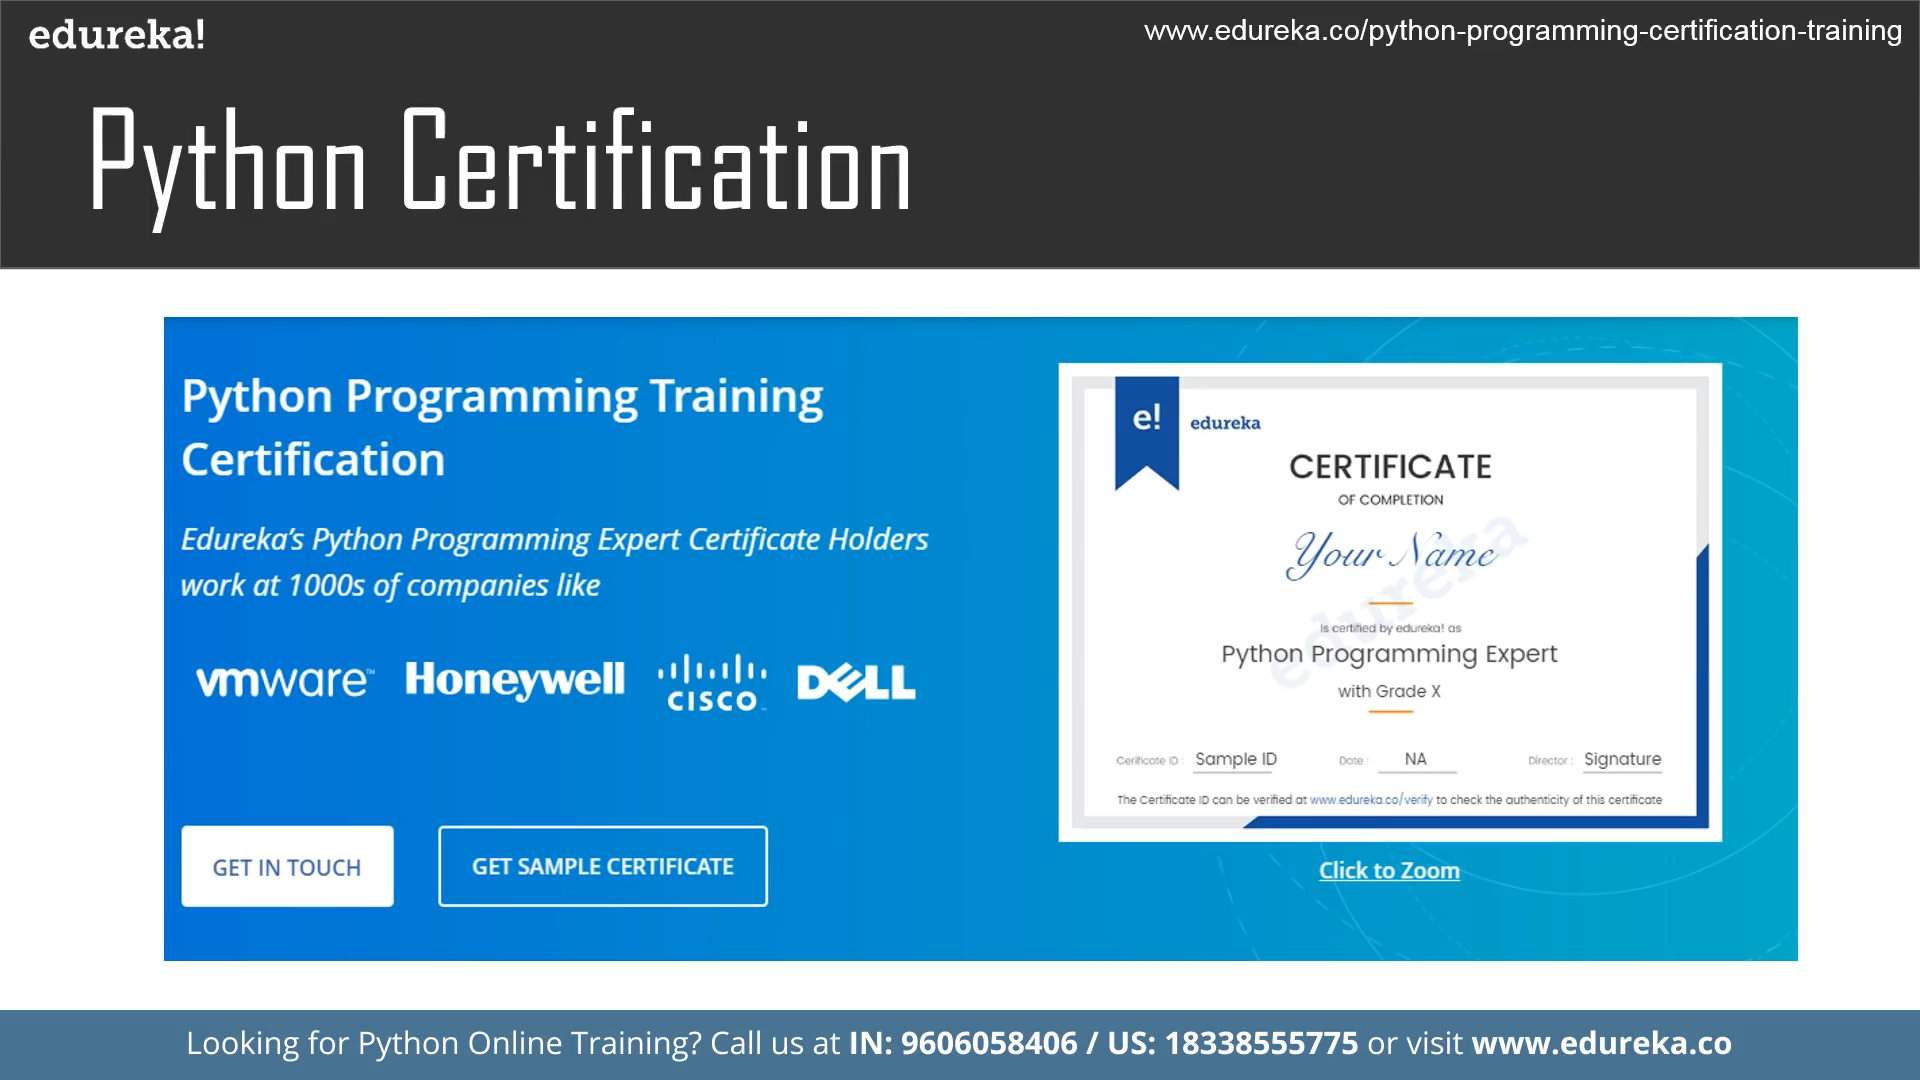 edureka!
www.edureka.co/python-programming-certification-training
Python Certification
Python Programming Training
Certification
Edureka’s Python Programming Expert Certificate Holders
work at 1000s of companies like
vmware™ Honeywell CISCO DELL
GET IN TOUCH
GET SAMPLE CERTIFICATE
e! edureka
CERTIFICATE
OF COMPLETION
Your Name
edureka
Is certified by edureka! as
Python Programming Expert
with Grade X
Cerificate ID : Sample ID Date : NA Director : Signature
The Certificate ID can be verified at www.edureka.co/verify to check the authenticity of this certificate
Click to Zoom
Looking for Python Online Training? Call us at IN: 9606058406 / US: 18338555775 or visit www.edureka.co